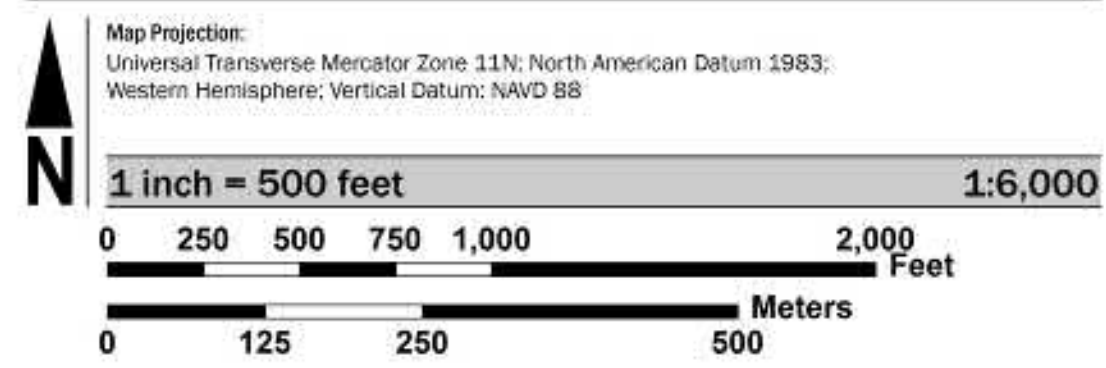 Map Projection:
Universal Transverse Mercator Zone 11N; North American Datum 1983;
Western Hemisphere; Vertical Datum: NAVD 88
N
1 inch = 500 feet 1:6,000
0 250 500 750 1,000 2,000
Feet
Meters
0 125 250 500